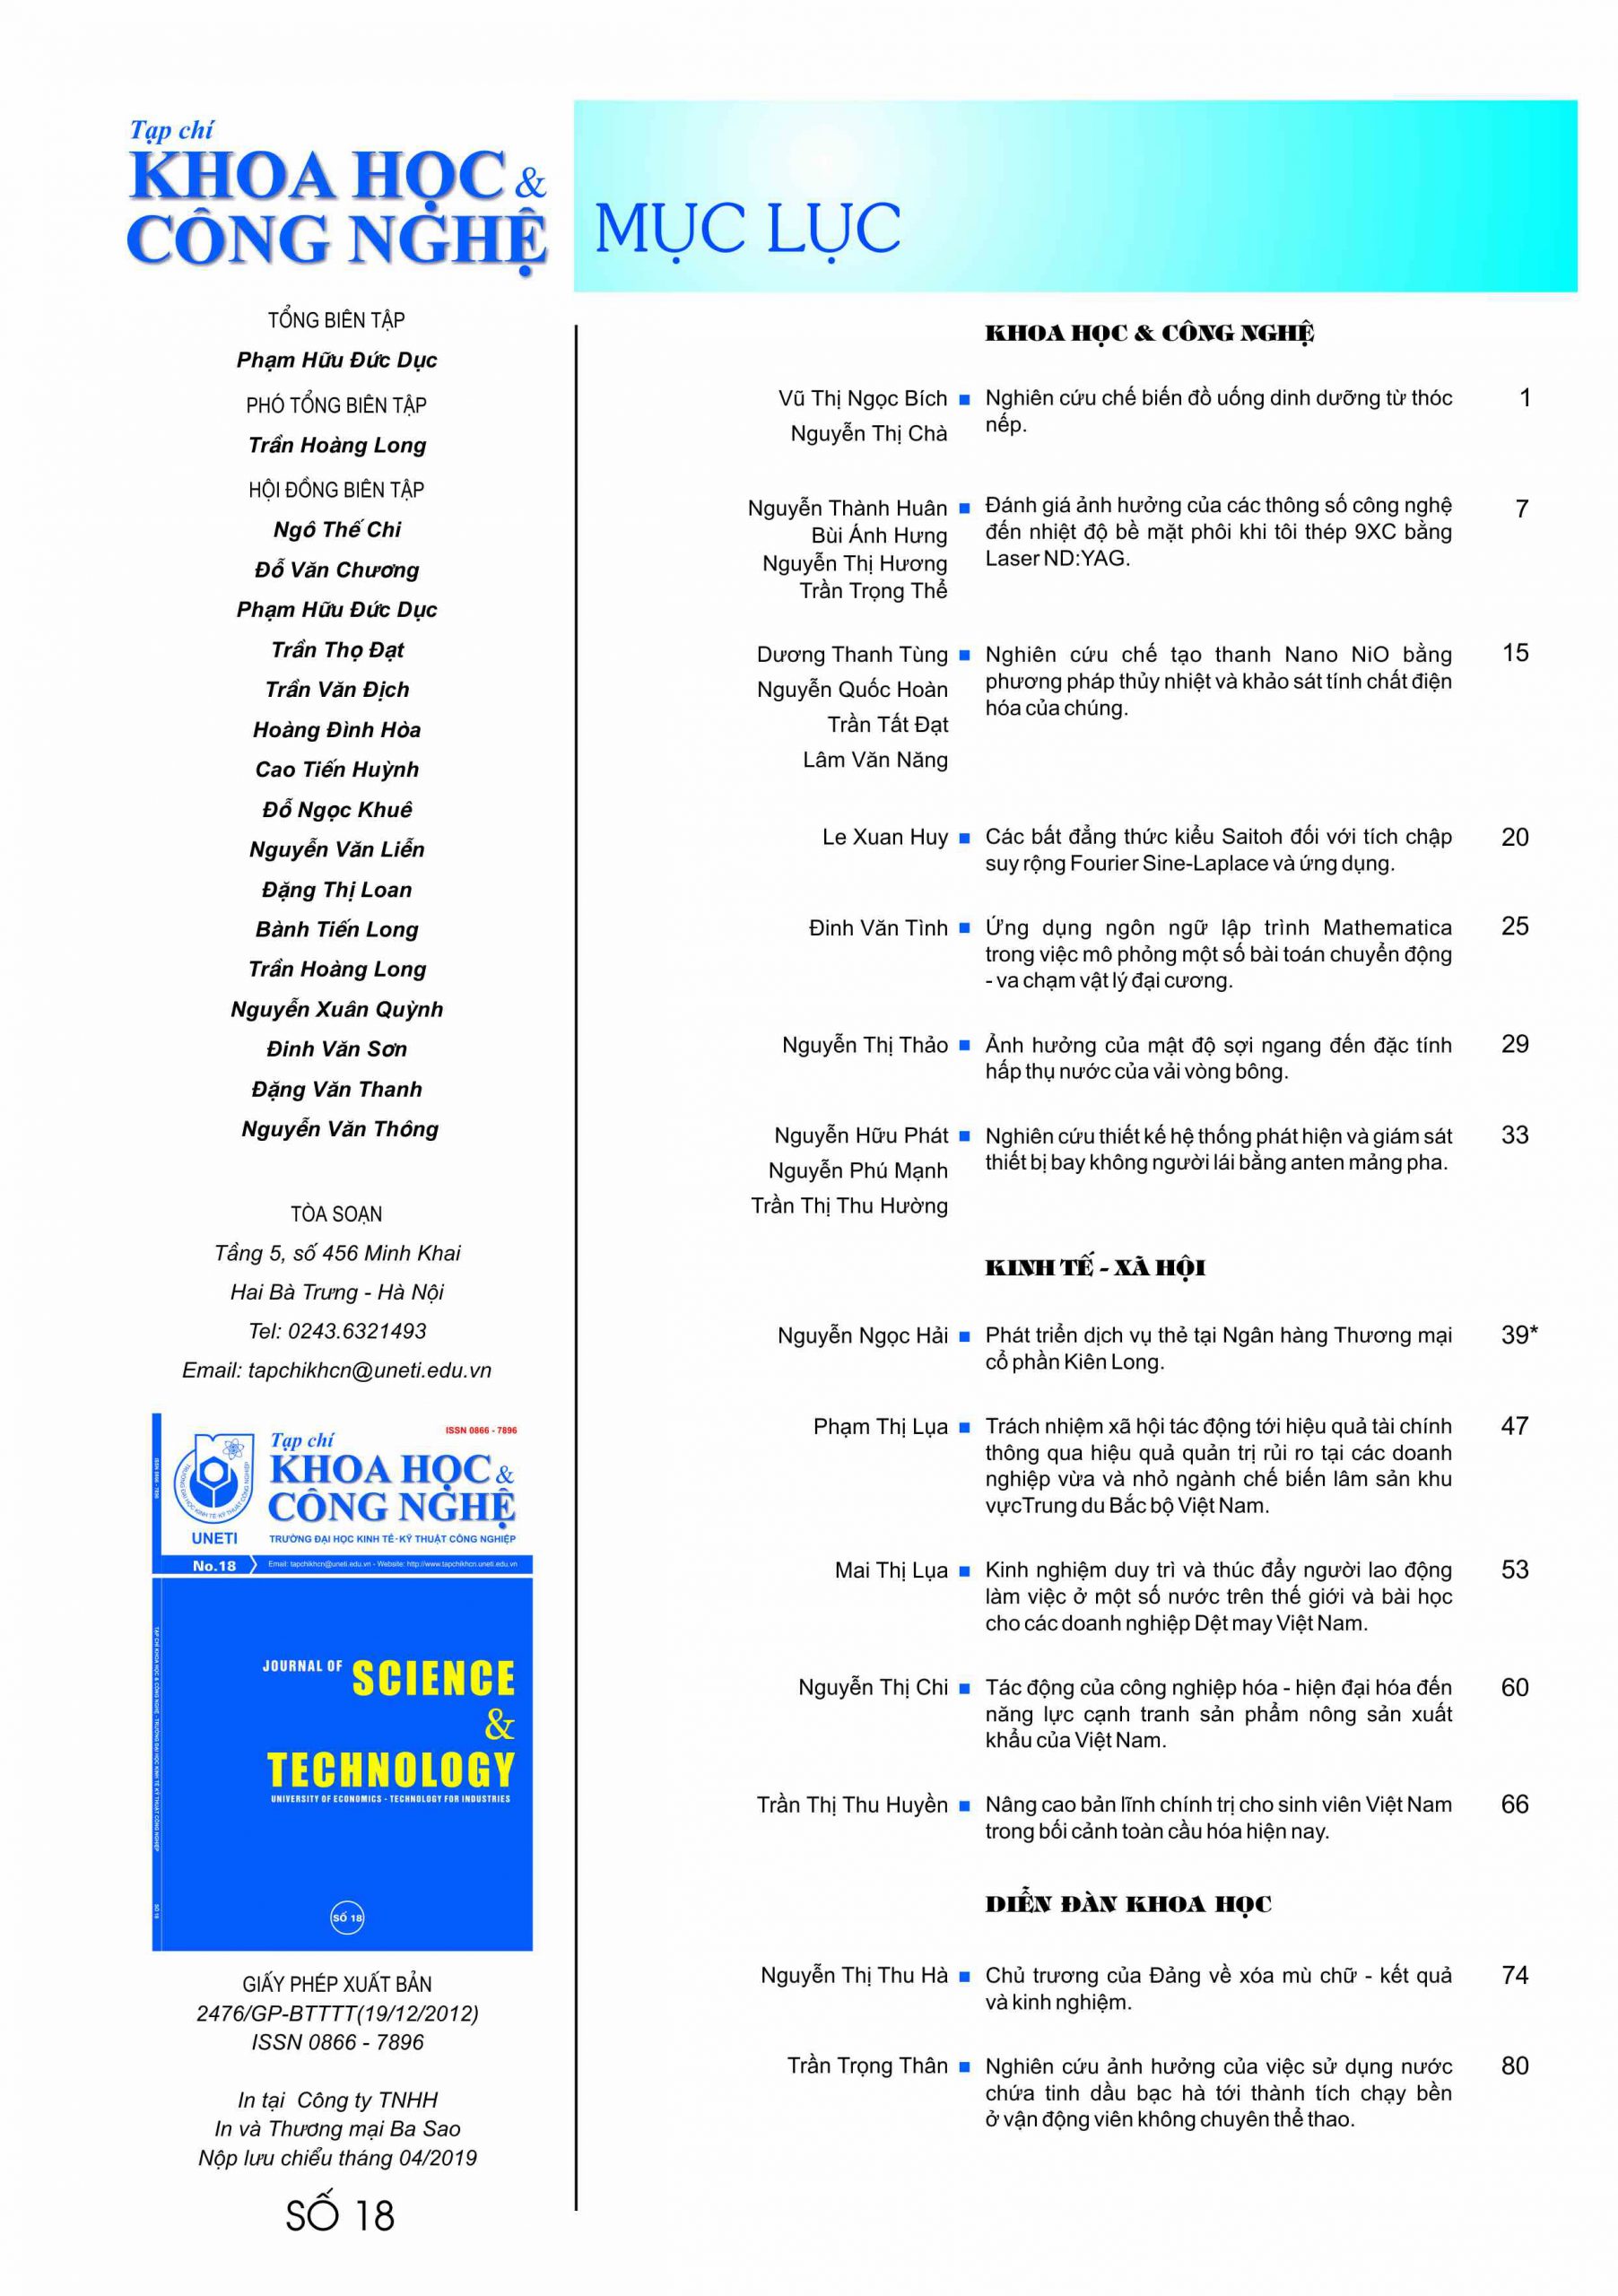 Tạp chí
KHOA HỌC &
CÔNG NGHỆ
MỤC LỤC
TỔNG BIÊN TẬP
Phạm Hữu Đức Dục
PHÓ TỔNG BIÊN TẬP
Trần Hoàng Long
HỘI ĐỒNG BIÊN TẬP
Ngô Thế Chi
Đỗ Văn Chương
Phạm Hữu Đức Dục
Trần Thọ Đạt
Trần Văn Địch
Hoàng Đình Hòa
Cao Tiến Huỳnh
Đỗ Ngọc Khuê
Nguyễn Văn Liễn
Đặng Thị Loan
Bành Tiến Long
Trần Hoàng Long
Nguyễn Xuân Quỳnh
Đinh Văn Sơn
Đặng Văn Thanh
Nguyễn Văn Thông
TÒA SOẠN
Tầng 5, số 456 Minh Khai
Hai Bà Trưng - Hà Nội
Tel: 0243.6321493
Email: tapchikhcn@uneti.edu.vn
ISSN 0866 - 7896
Tạp chí
KHOA HỌC &
CÔNG NGHỆ
UNETI
TRƯỜNG ĐẠI HỌC KINH TẾ-KỸ THUẬT CÔNG NGHIỆP
No.18
Email: tapchikhcn@uneti.edu.vn - Website: http://www.tapchikhcn.uneti.edu.vn
JOURNAL OF SCIENCE
&
TECHNOLOGY
UNIVERSITY OF ECONOMICS - TECHNOLOGY FOR INDUSTRIES
SỐ 18
GIẤY PHÉP XUẤT BẢN
2476/GP-BTTTT(19/12/2012)
ISSN 0866 - 7896
In tại Công ty TNHH
In và Thương mại Ba Sao
Nộp lưu chiểu tháng 04/2019
SỐ 18
KHOA HỌC & CÔNG NGHỆ
Vũ Thị Ngọc Bích ■ Nghiên cứu chế biến đồ uống dinh dưỡng từ thóc 1
Nguyễn Thị Chà nếp.
Nguyễn Thành Huân ■ Đánh giá ảnh hưởng của các thông số công nghệ 7
Bùi Ánh Hưng đến nhiệt độ bề mặt phôi khi tôi thép 9XC bằng
Nguyễn Thị Hương Laser ND:YAG.
Trần Trọng Thể
Dương Thanh Tùng ■ Nghiên cứu chế tạo thanh Nano NiO bằng 15
Nguyễn Quốc Hoàn phương pháp thủy nhiệt và khảo sát tính chất điện
Trần Tất Đạt hóa của chúng.
Lâm Văn Năng
Le Xuan Huy ■ Các bất đẳng thức kiểu Saitoh đối với tích chập 20
suy rộng Fourier Sine-Laplace và ứng dụng.
Đinh Văn Tình ■ Ứng dụng ngôn ngữ lập trình Mathematica 25
trong việc mô phỏng một số bài toán chuyển động
- va chạm vật lý đại cương.
Nguyễn Thị Thảo ■ Ảnh hưởng của mật độ sợi ngang đến đặc tính 29
hấp thụ nước của vải vòng bông.
Nguyễn Hữu Phát ■ Nghiên cứu thiết kế hệ thống phát hiện và giám sát 33
Nguyễn Phú Mạnh thiết bị bay không người lái bằng anten mảng pha.
Trần Thị Thu Hường
KINH TẾ - XÃ HỘI
Nguyễn Ngọc Hải ■ Phát triển dịch vụ thẻ tại Ngân hàng Thương mại 39*
cổ phần Kiên Long.
Phạm Thị Lụa ■ Trách nhiệm xã hội tác động tới hiệu quả tài chính 47
thông qua hiệu quả quản trị rủi ro tại các doanh
nghiệp vừa và nhỏ ngành chế biến lâm sản khu
vựcTrung du Bắc bộ Việt Nam.
Mai Thị Lụa ■ Kinh nghiệm duy trì và thúc đẩy người lao động 53
làm việc ở một số nước trên thế giới và bài học
cho các doanh nghiệp Dệt may Việt Nam.
Nguyễn Thị Chi ■ Tác động của công nghiệp hóa - hiện đại hóa đến 60
năng lực cạnh tranh sản phẩm nông sản xuất
khẩu của Việt Nam.
Trần Thị Thu Huyền ■ Nâng cao bản lĩnh chính trị cho sinh viên Việt Nam 66
trong bối cảnh toàn cầu hóa hiện nay.
DIỄN ĐÀN KHOA HỌC
Nguyễn Thị Thu Hà ■ Chủ trương của Đảng về xóa mù chữ - kết quả 74
và kinh nghiệm.
Trần Trọng Thân ■ Nghiên cứu ảnh hưởng của việc sử dụng nước 80
chứa tinh dầu bạc hà tới thành tích chạy bền
ở vận động viên không chuyên thể thao.